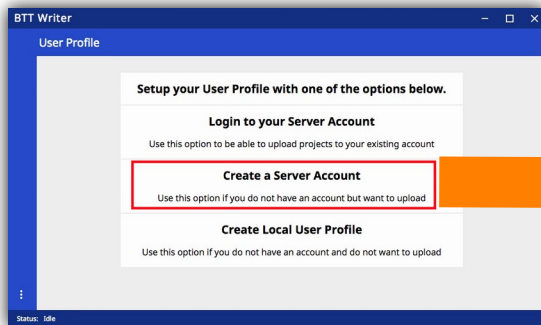 BTT Writer
User Profile
Setup your User Profile with one of the options below.
Login to your Server Account
Use this option to be able to upload projects to your existing account
Create a Server Account
Use this option if you do not have an account but want to upload
Create Local User Profile
Use this option if you do not have an account and do not want to upload
Status: Idle